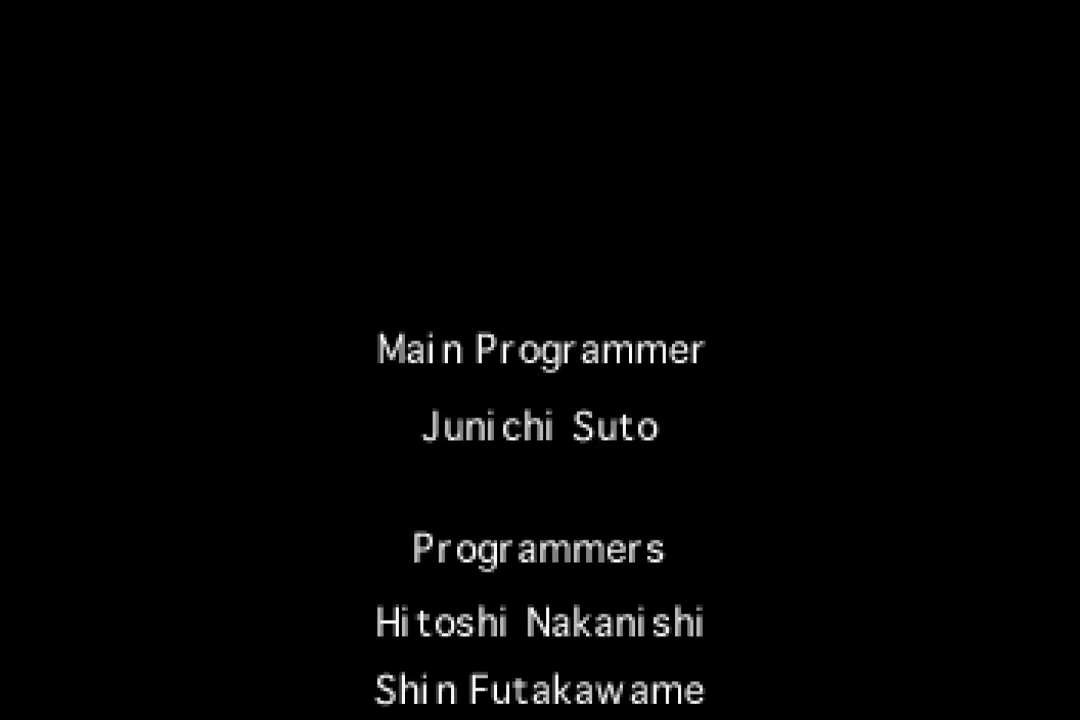 Main Programmer
Junichi Suto
Programmers
Hitoshi Nakanishi
Shin Futakawame